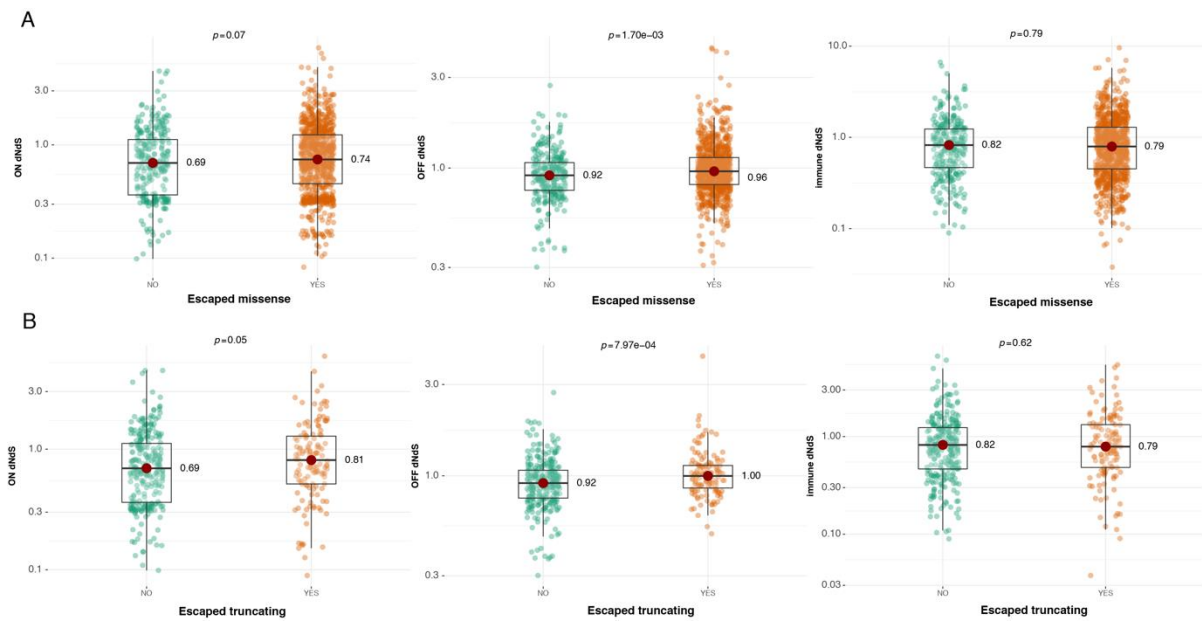 A
p=0.07
ON dNdS
3.0
1.0
0.3
0.1
0.69
0.74
NO
YES
Escaped missense
p=1.70e−03
OFF dNdS
3.0
1.0
0.3
0.92
0.96
NO
YES
Escaped missense
p=0.79
immune dNdS
10.0
1.0
0.1
0.82
0.79
NO
YES
Escaped missense
B
p=0.05
ON dNdS
3.0
1.0
0.3
0.1
0.69
0.81
NO
YES
Escaped truncating
p=7.97e−04
OFF dNdS
3.0
1.0
0.3
0.92
1.00
NO
YES
Escaped truncating
p=0.62
immune dNdS
3.00
1.00
0.30
0.10
0.03
0.82
0.79
NO
YES
Escaped truncating